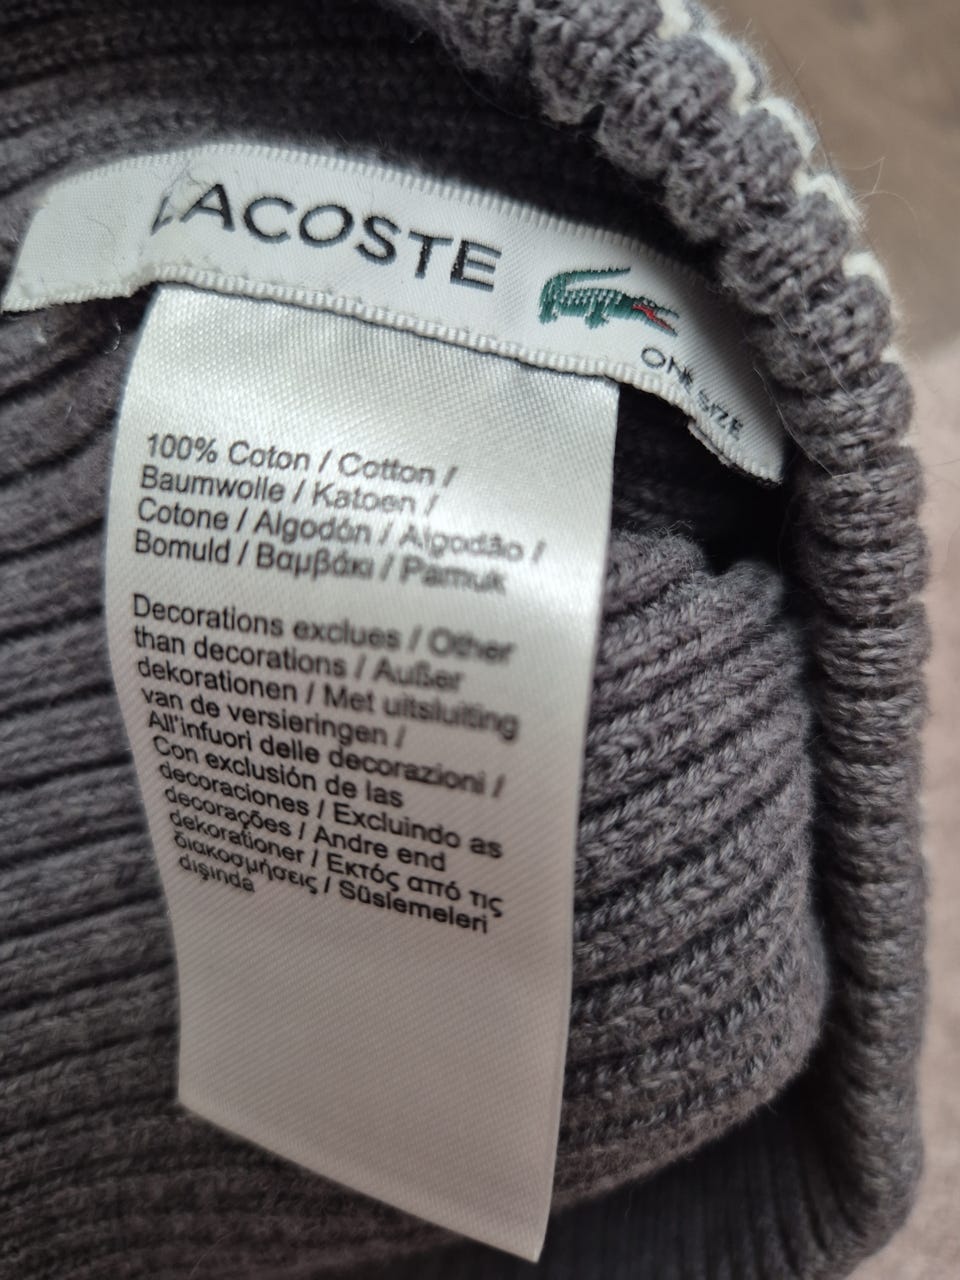 LACOSTE
ONE SIZE
100% Coton / Cotton /
Baumwolle / Katoen /
Cotone / Algodón / Algodão /
Bomuld / Βαμβάκι / Pamuk
Decorations exclues / Other
than decorations / Außer
dekorationen / Met uitsluiting
van de versieringen /
All'infuori delle decorazioni /
Con exclusión de las
decoraciones / Excluindo as
decorações / Andre end
dekorationer / Εκτός από τις
διακοσμήσεις / Süslemeleri
dışında